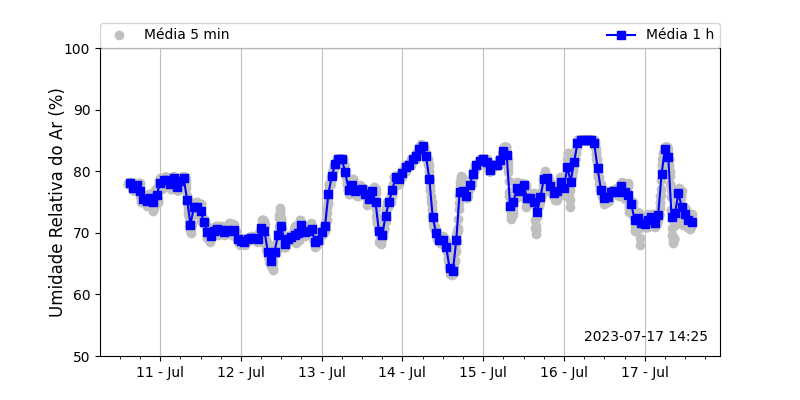 Média 5 min
Média 1 h
Umidade Relativa do Ar (%)
100
90
80
70
60
50
2023-07-17 14:25
11 - Jul
12 - Jul
13 - Jul
14 - Jul
15 - Jul
16 - Jul
17 - Jul